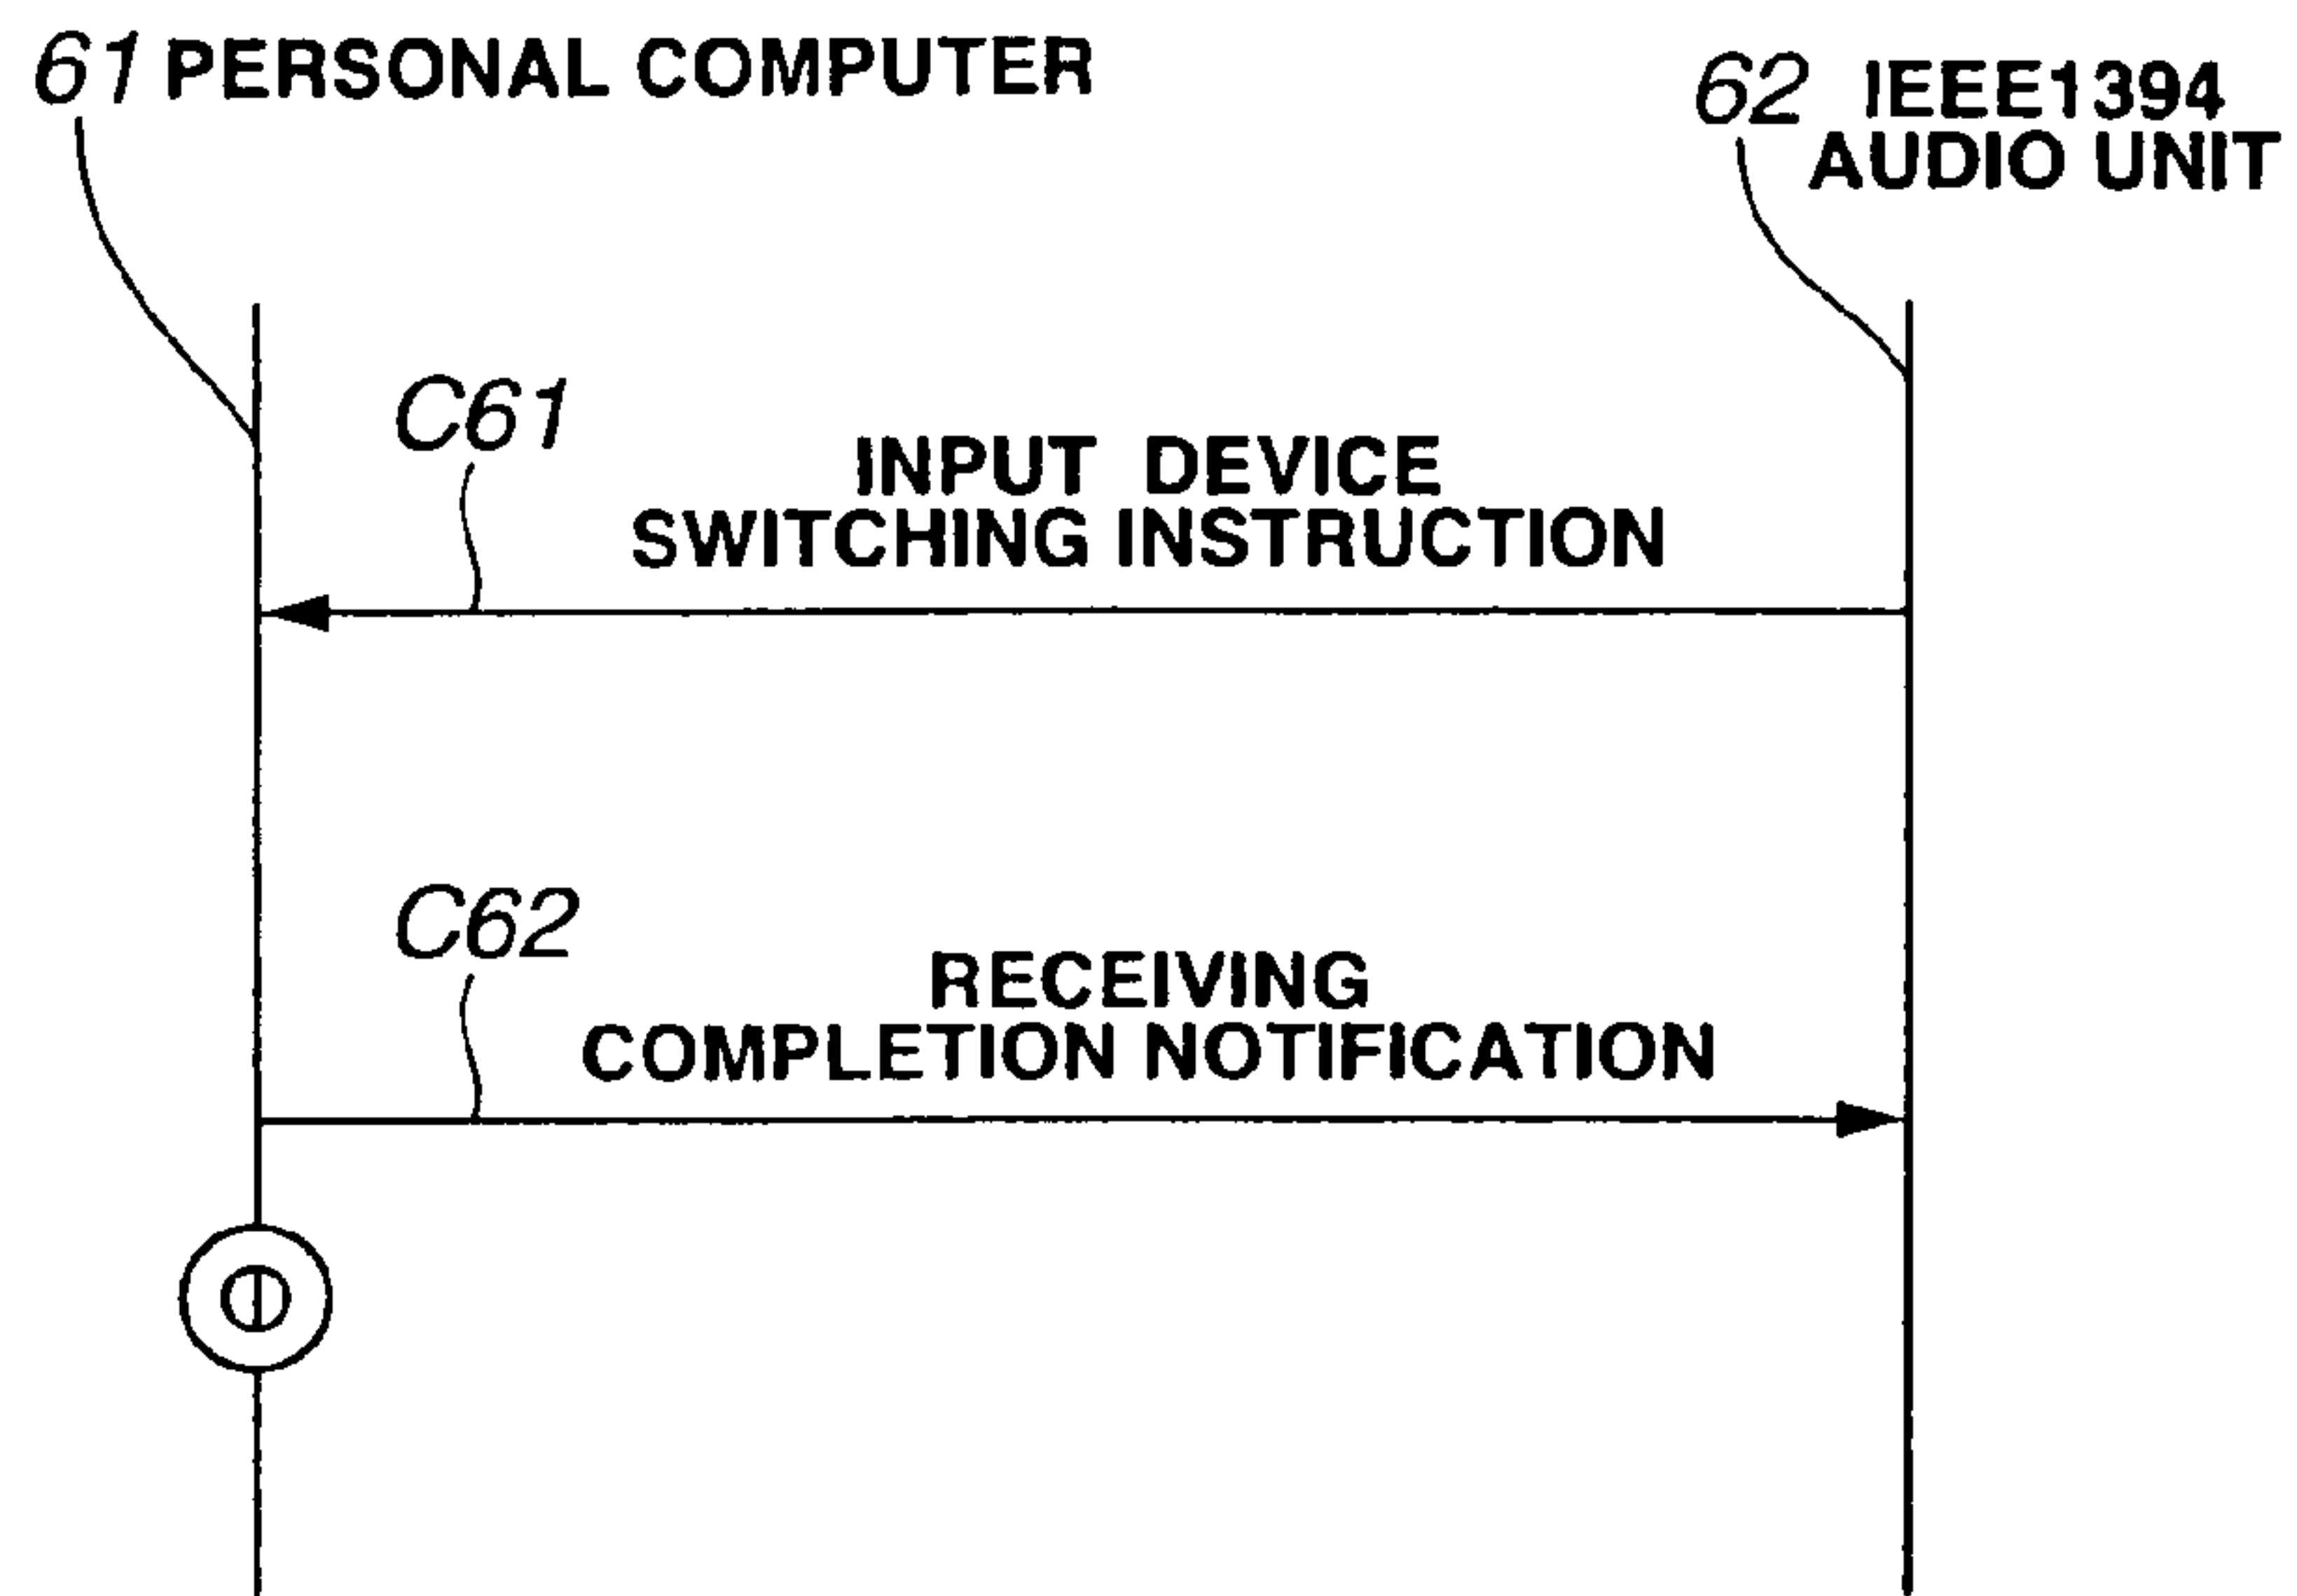 61 PERSONAL COMPUTER
62 IEEE1394
AUDIO UNIT
C61
INPUT DEVICE
SWITCHING INSTRUCTION
C62
RECEIVING
COMPLETION NOTIFICATION